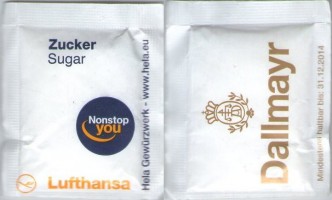 Zucker
Sugar
Nonstop
you
Lufthansa
Hela Gewürzwerk - www.hela.eu
Dallmayr
Mindestens haltbar bis: 31.12.2014